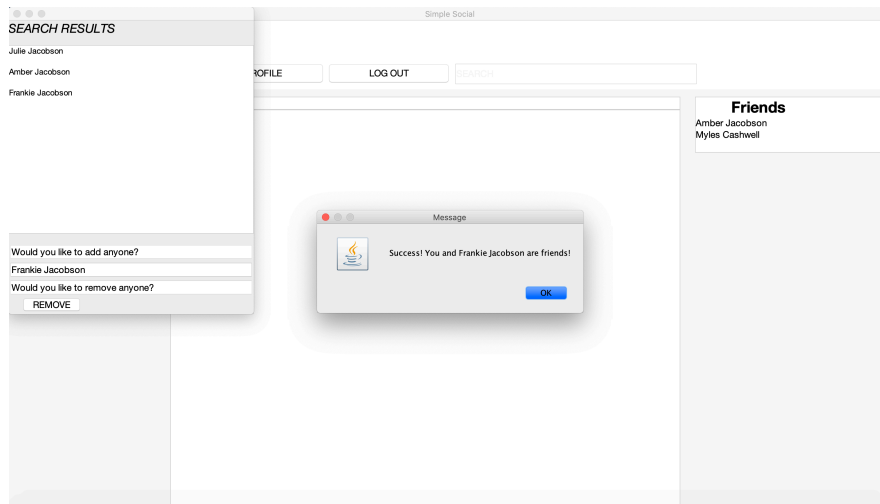 Simple Social
SEARCH RESULTS
Julie Jacobson
Amber Jacobson
Frankie Jacobson
Would you like to add anyone?
Frankie Jacobson
Would you like to remove anyone?
REMOVE
ROFILE
LOG OUT
SEARCH
Friends
Amber Jacobson
Myles Cashwell
Message
Success! You and Frankie Jacobson are friends!
OK